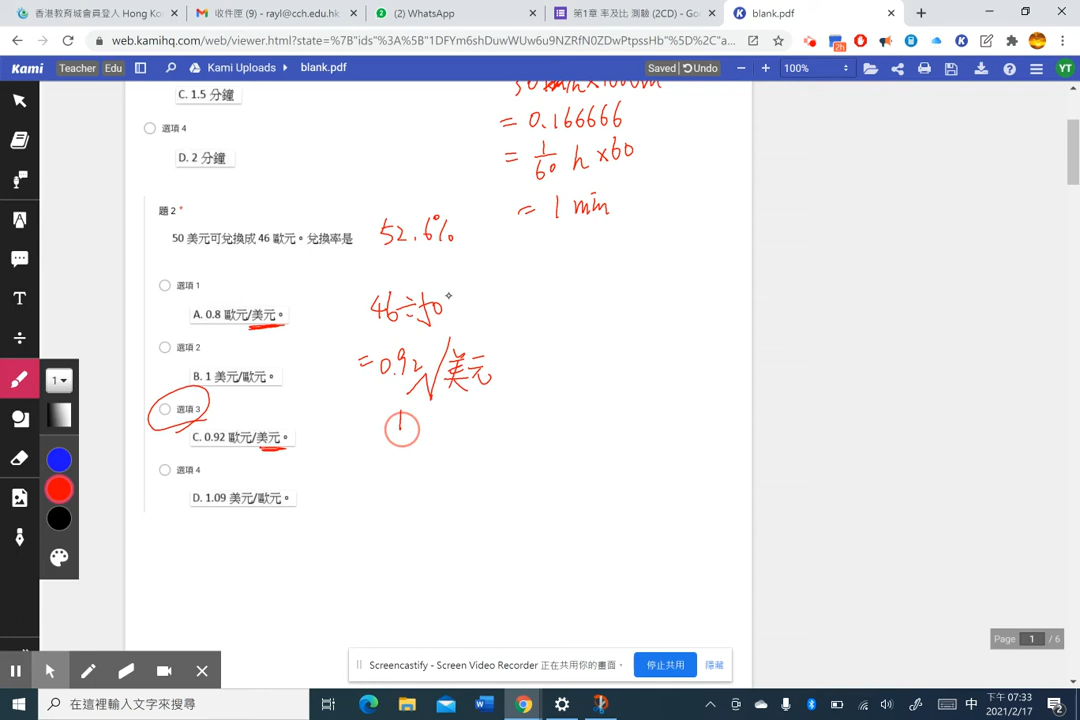 香港教育城會員登入 Hong Kon
收件匣 (9) - rayl@cch.edu.hk
(2) WhatsApp
第1章 率及比 測驗 (2CD) - Goo
blank.pdf
web.kamihq.com/web/viewer.html?state=%7B"ids"%3A%5B"1DFYm6shDuwWUw6u9NZRfN0ZDwPtpssHb"%5D%2C"a...
2h
Kami
Teacher
Edu
Kami Uploads
blank.pdf
Saved
Undo
100%
YT
C. 1.5 分鐘
選項 4
D. 2 分鐘
= 0.166666
= 1/60 h ×60
= 1 min
題 2 *
52.6%
50 美元可兌換成 46 歐元。兌換率是
選項 1
A. 0.8 歐元/美元。
46÷50
選項 2
B. 1 美元/歐元。
=0.92/美元
選項 3
C. 0.92 歐元/美元。
選項 4
D. 1.09 美元/歐元。
1
Page 1 / 6
Screencastify - Screen Video Recorder 正在共用你的畫面。
停止共用
隱藏
在這裡輸入文字來搜尋
中
下午 07:33
2021/2/17
2